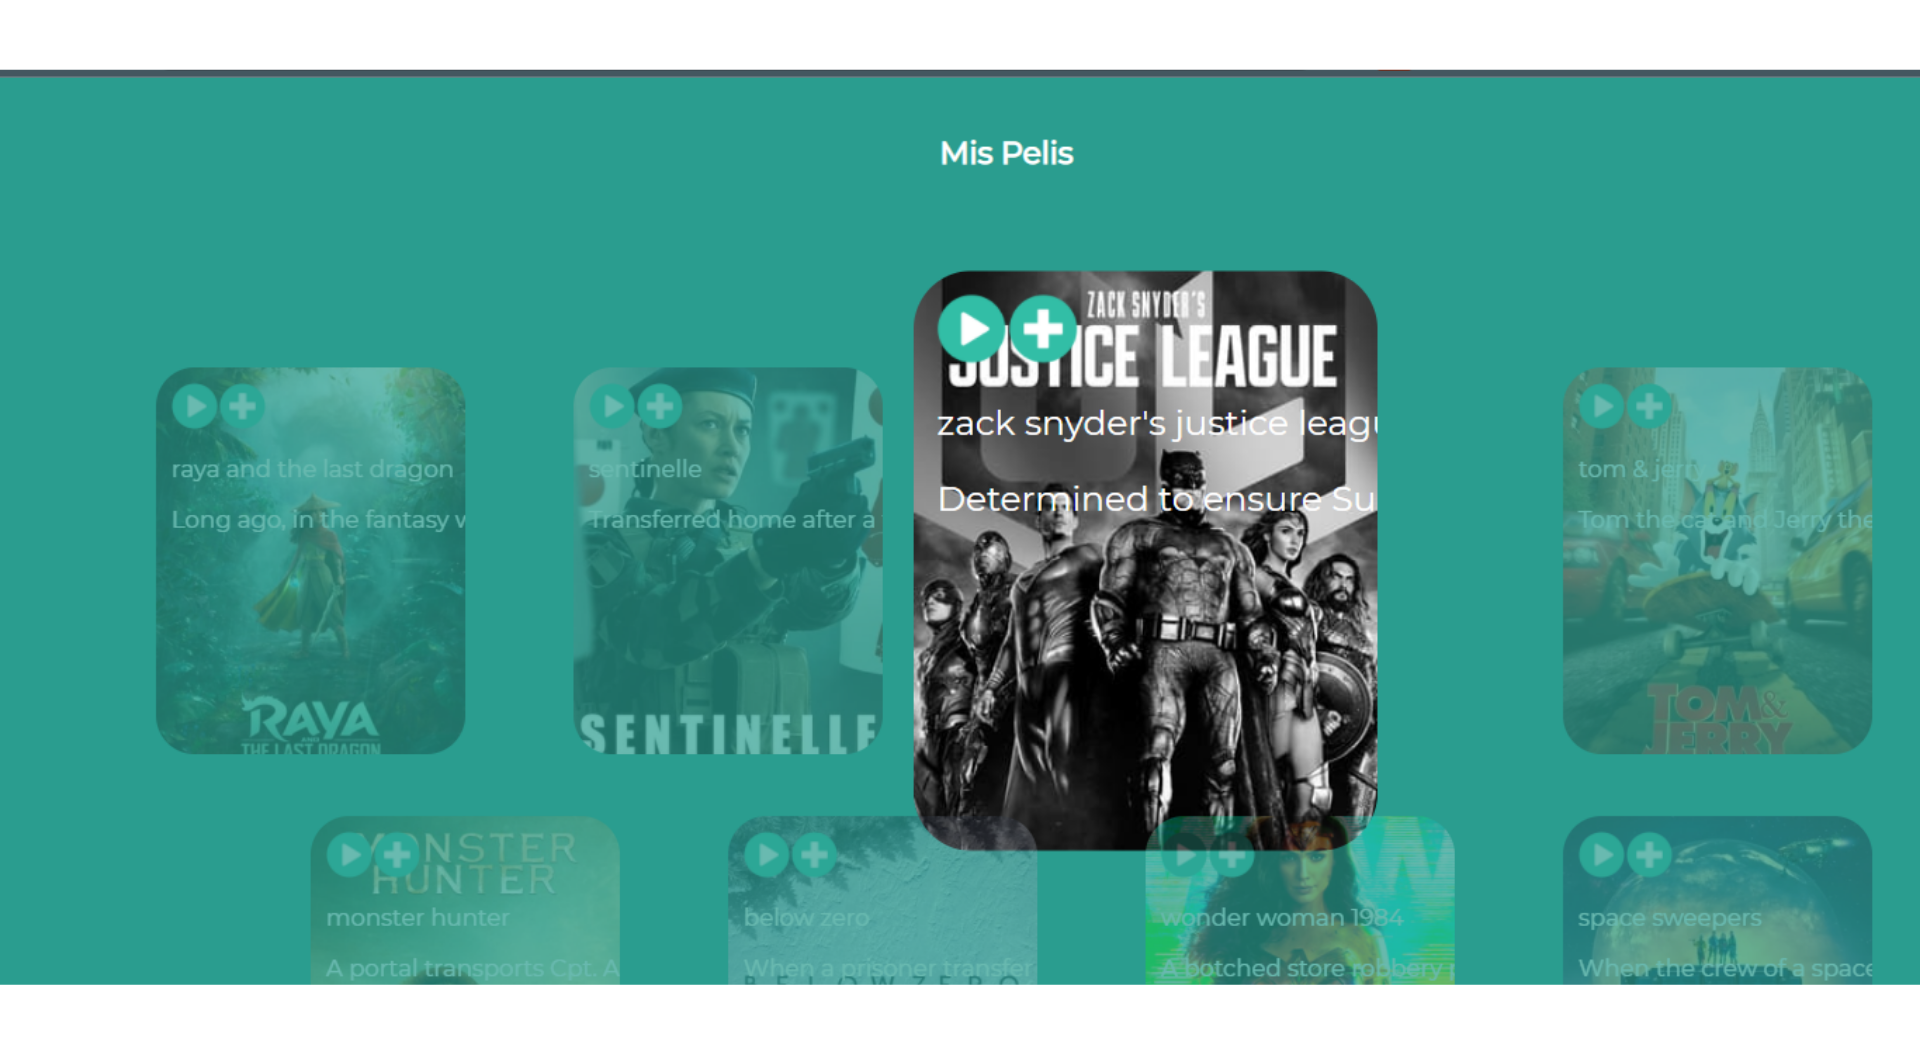 Mis Pelis
raya and the last dragon
Long ago, in the fantasy w
RAYA
AND
THE LAST DRAGON
sentinelle
Transferred home after a
SENTINELLE
ZACK SNYDER'S
JUSTICE LEAGUE
zack snyder's justice leagu
Determined to ensure Su
tom & jerry
Tom the cat and Jerry the
TOM &
JERRY
MONSTER
HUNTER
monster hunter
A portal transports Cpt. A
below zero
When a prisoner transfer
BELOW ZERO
wonder woman 1984
A botched store robbery
space sweepers
When the crew of a space